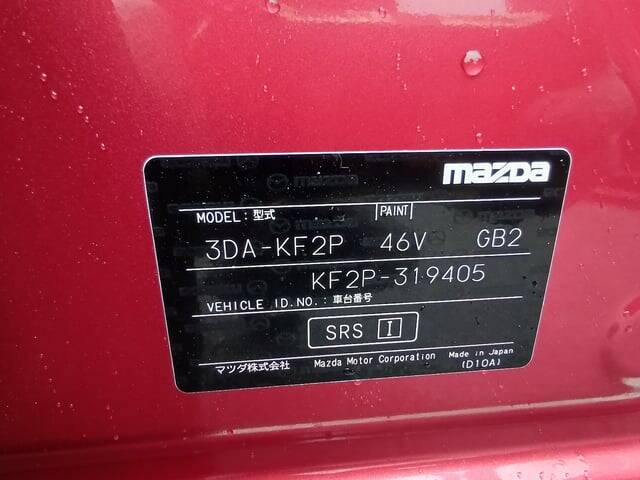 mazda
MODEL: 型式 PAINT
3DA-KF2P 46V GB2
KF2P-319405
VEHICLE ID.NO.: 車台番号
SRS I
マツダ株式会社 Mazda Motor Corporation Made in Japan
(D10A)